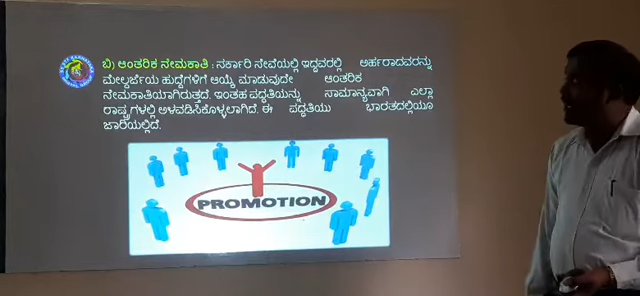 ಬಿ) ಆಂತರಿಕ ನೇಮಕಾತಿ : ಸರ್ಕಾರಿ ಸೇವೆಯಲ್ಲಿ ಇದ್ದವರಲ್ಲಿ ಅರ್ಹರಾದವರನ್ನು
ಮೇಲ್ದರ್ಜೆಯ ಹುದ್ದೆಗಳಿಗೆ ಆಯ್ಕೆ ಮಾಡುವುದೇ ಆಂತರಿಕ
ನೇಮಕಾತಿಯಾಗಿರುತ್ತದೆ. ಇಂತಹ ಪದ್ಧತಿಯನ್ನು ಸಾಮಾನ್ಯವಾಗಿ ಎಲ್ಲಾ
ರಾಷ್ಟ್ರಗಳಲ್ಲಿ ಅಳವಡಿಸಿಕೊಳ್ಳಲಾಗಿದೆ. ಈ ಪದ್ಧತಿಯು ಭಾರತದಲ್ಲಿಯೂ
ಜಾರಿಯಲ್ಲಿದೆ.
PROMOTION